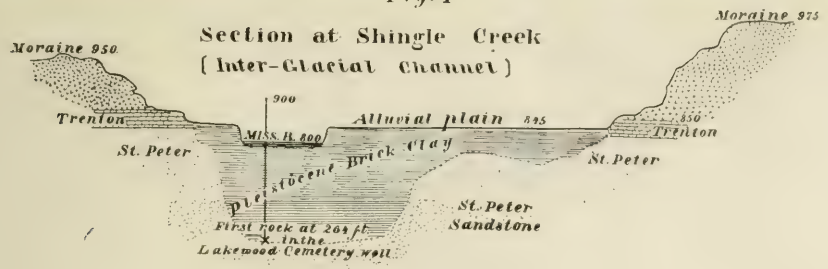 Section at Shingle Creek
( Inter-Glacial Channel )
Moraine 950.
Moraine 975
900
Alluvial plain 845
MISS. R. 800
Trenton
850
Trenton
St. Peter
St. Peter
Pleistocene Brick Clay
St. Peter
Sandstone
First rock at 264 ft
in the
Lakewood Cemetery well